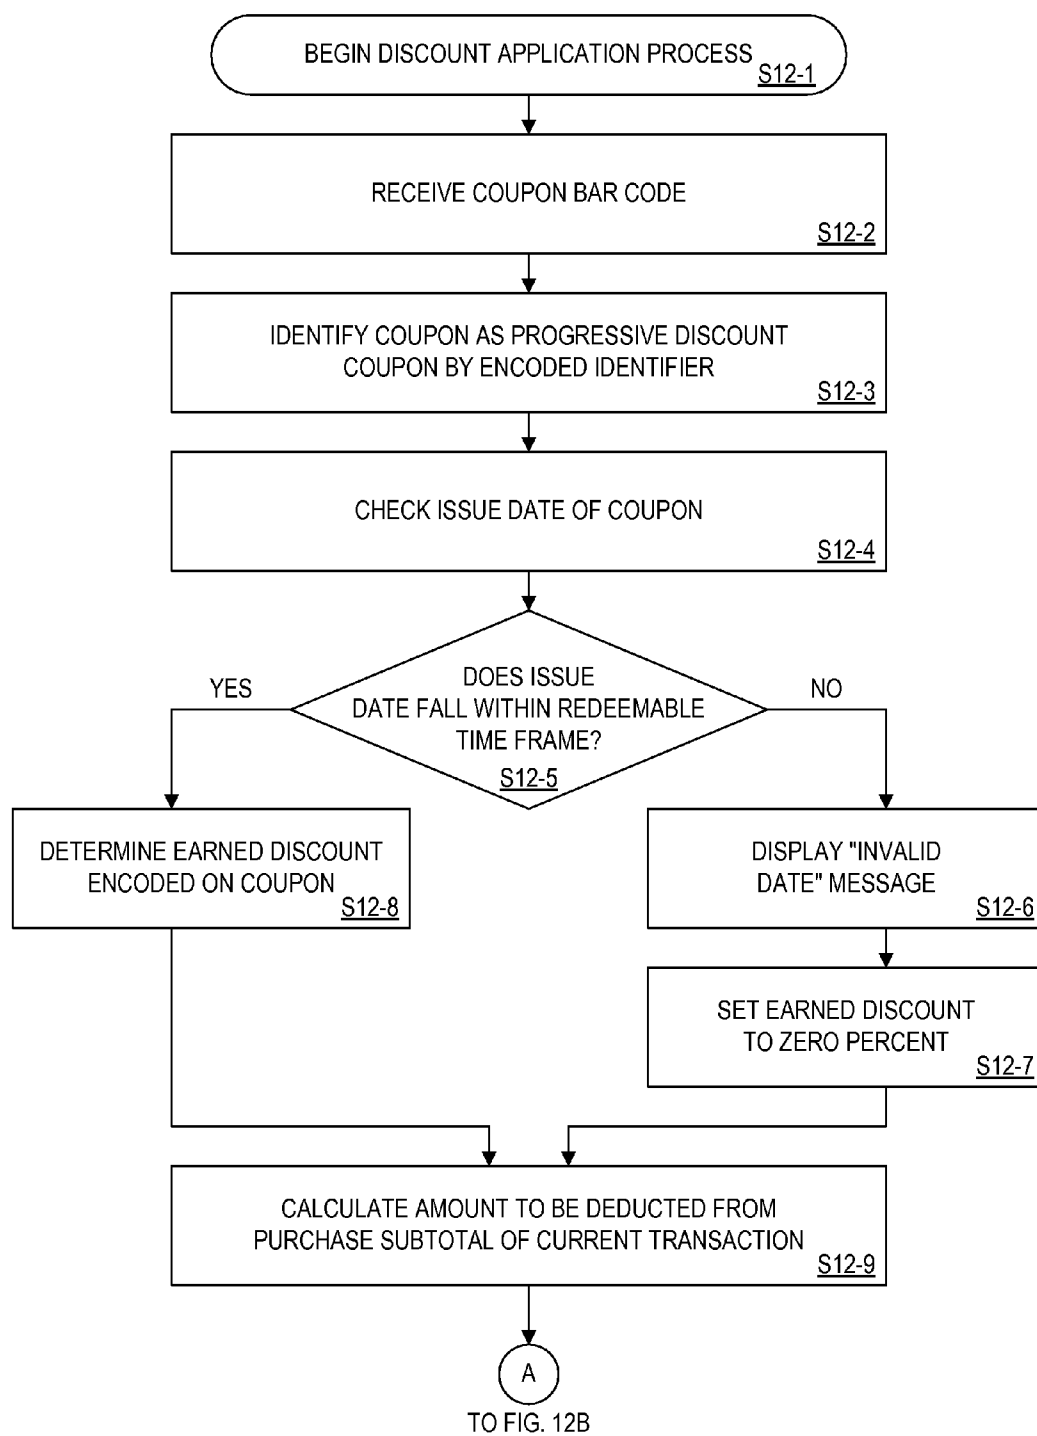 BEGIN DISCOUNT APPLICATION PROCESS
S12-1
RECEIVE COUPON BAR CODE
S12-2
IDENTIFY COUPON AS PROGRESSIVE DISCOUNT
COUPON BY ENCODED IDENTIFIER
S12-3
CHECK ISSUE DATE OF COUPON
S12-4
DOES ISSUE
DATE FALL WITHIN REDEEMABLE
TIME FRAME?
S12-5
YES
NO
DETERMINE EARNED DISCOUNT
ENCODED ON COUPON
S12-8
DISPLAY "INVALID
DATE" MESSAGE
S12-6
SET EARNED DISCOUNT
TO ZERO PERCENT
S12-7
CALCULATE AMOUNT TO BE DEDUCTED FROM
PURCHASE SUBTOTAL OF CURRENT TRANSACTION
S12-9
A
TO FIG. 12B